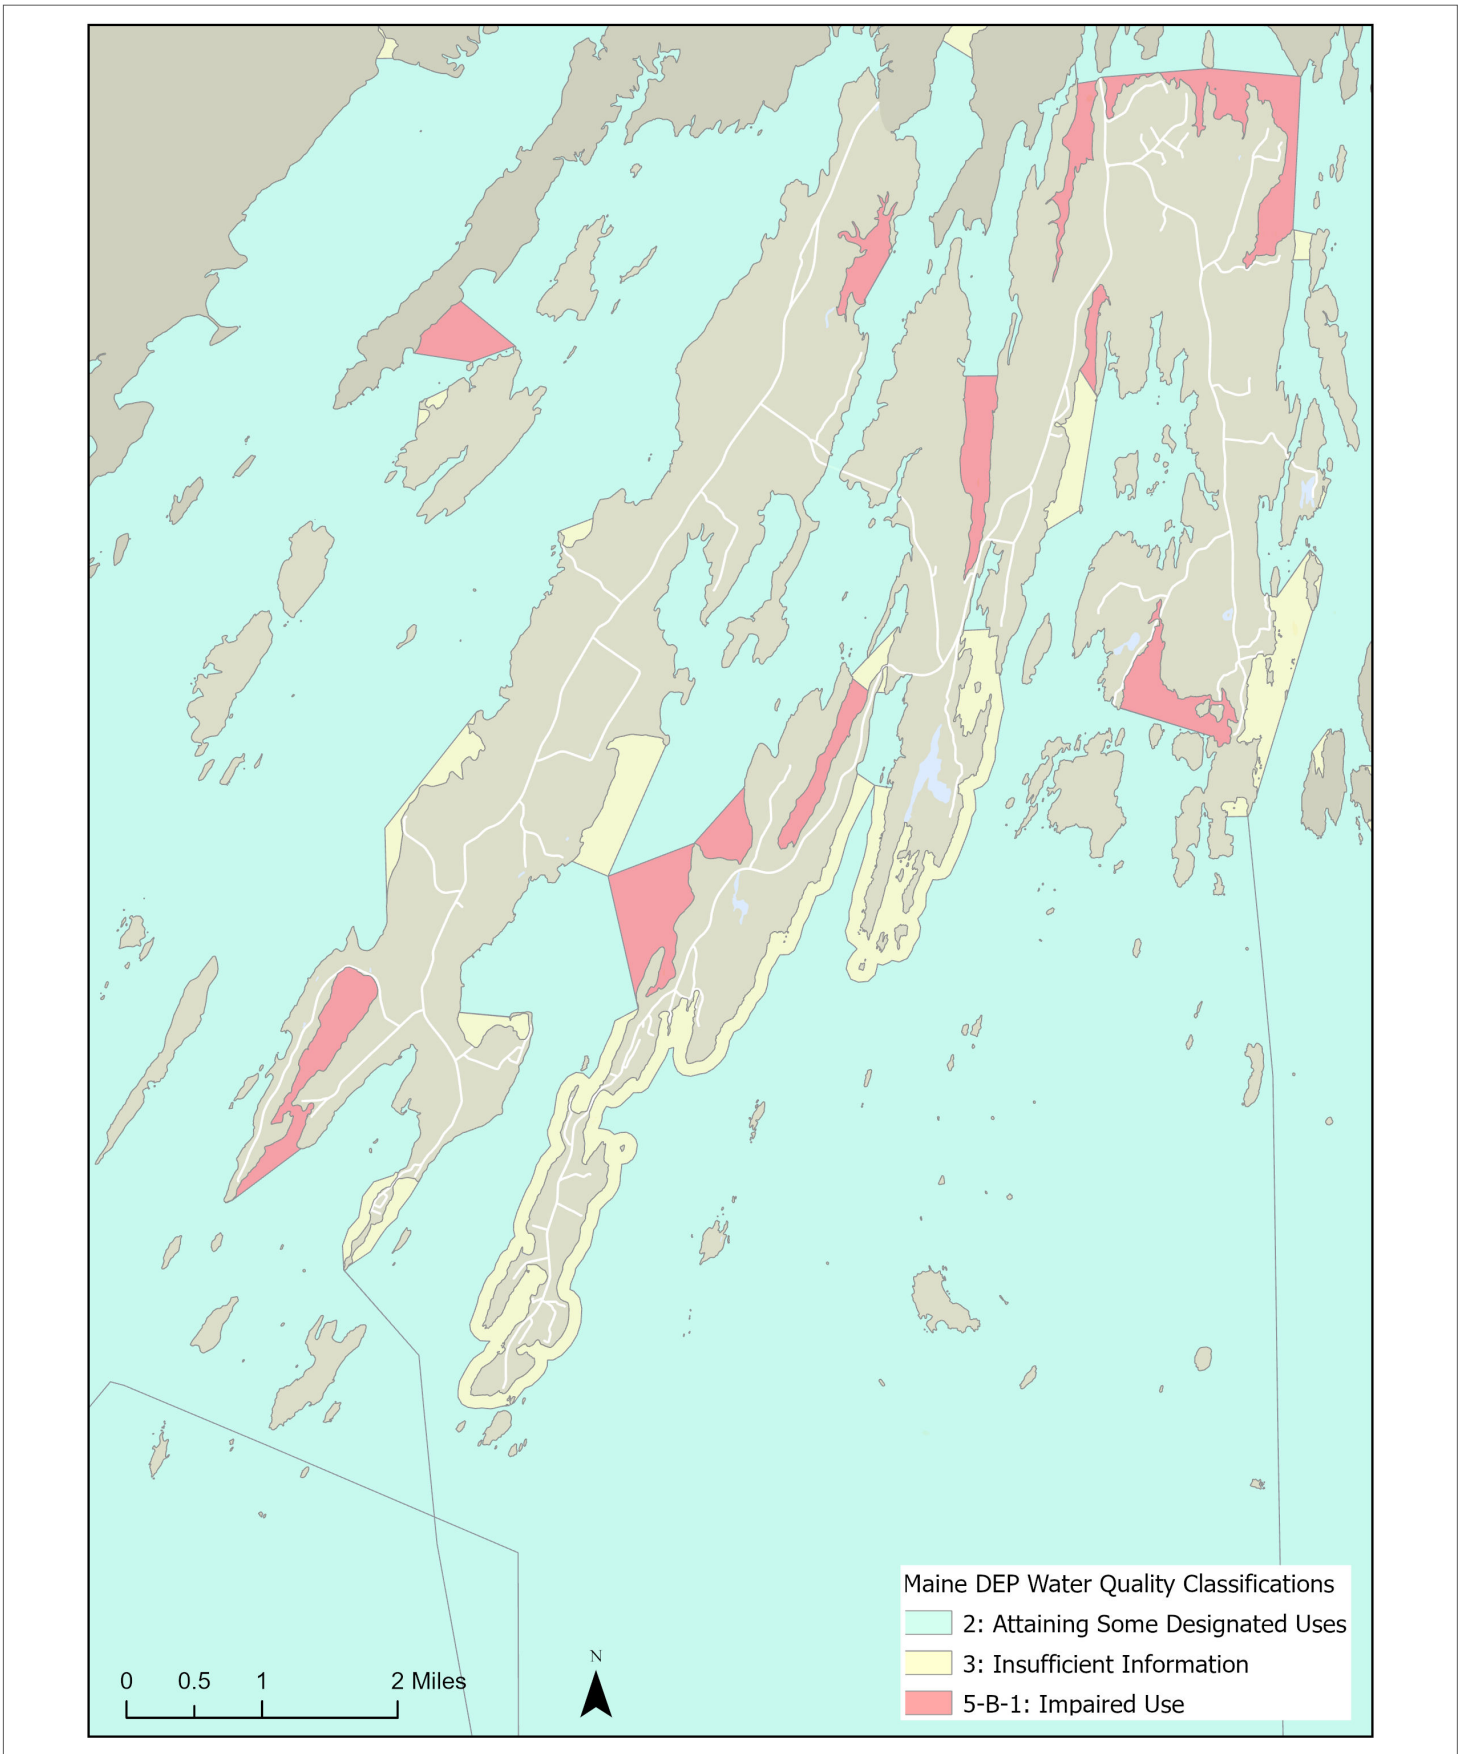 Maine DEP Water Quality Classifications
2: Attaining Some Designated Uses
3: Insufficient Information
5-B-1: Impaired Use
N
0 0.5 1 2 Miles